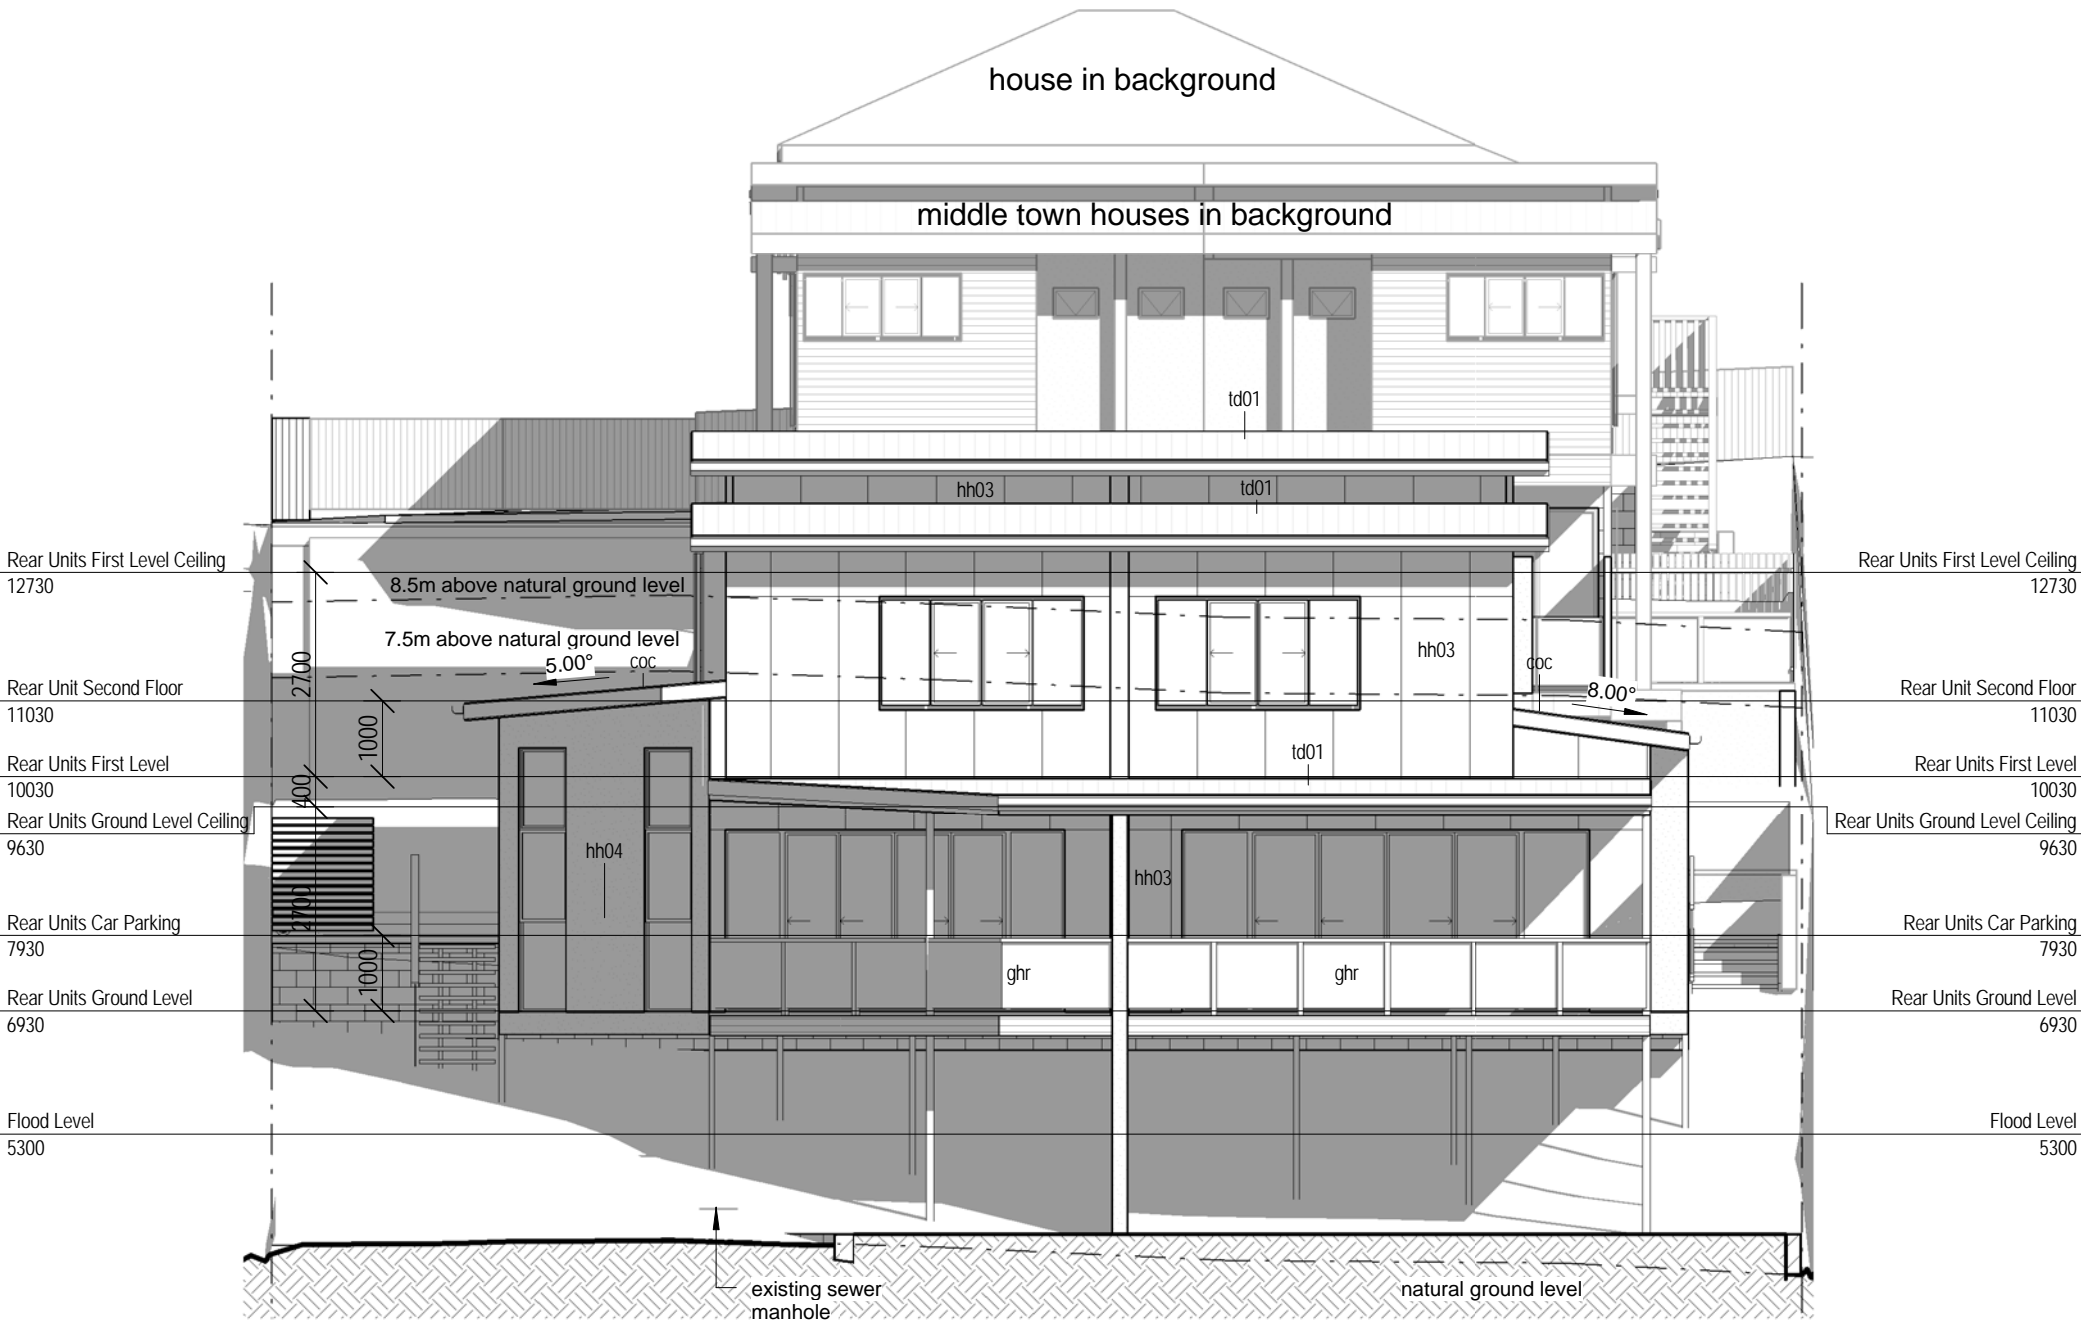 house in background
middle town houses in background
td01
hh03
td01
Rear Units First Level Ceiling
12730
Rear Units First Level Ceiling
12730
8.5m above natural ground level
7.5m above natural ground level
5.00°
coc
hh03
coc
8.00°
2700
Rear Unit Second Floor
11030
Rear Unit Second Floor
11030
1000
td01
Rear Units First Level
10030
Rear Units First Level
10030
400
Rear Units Ground Level Ceiling
9630
Rear Units Ground Level Ceiling
9630
hh04
hh03
2700
Rear Units Car Parking
7930
Rear Units Car Parking
7930
1000
ghr
ghr
Rear Units Ground Level
6930
Rear Units Ground Level
6930
Flood Level
5300
Flood Level
5300
existing sewer
manhole
natural ground level